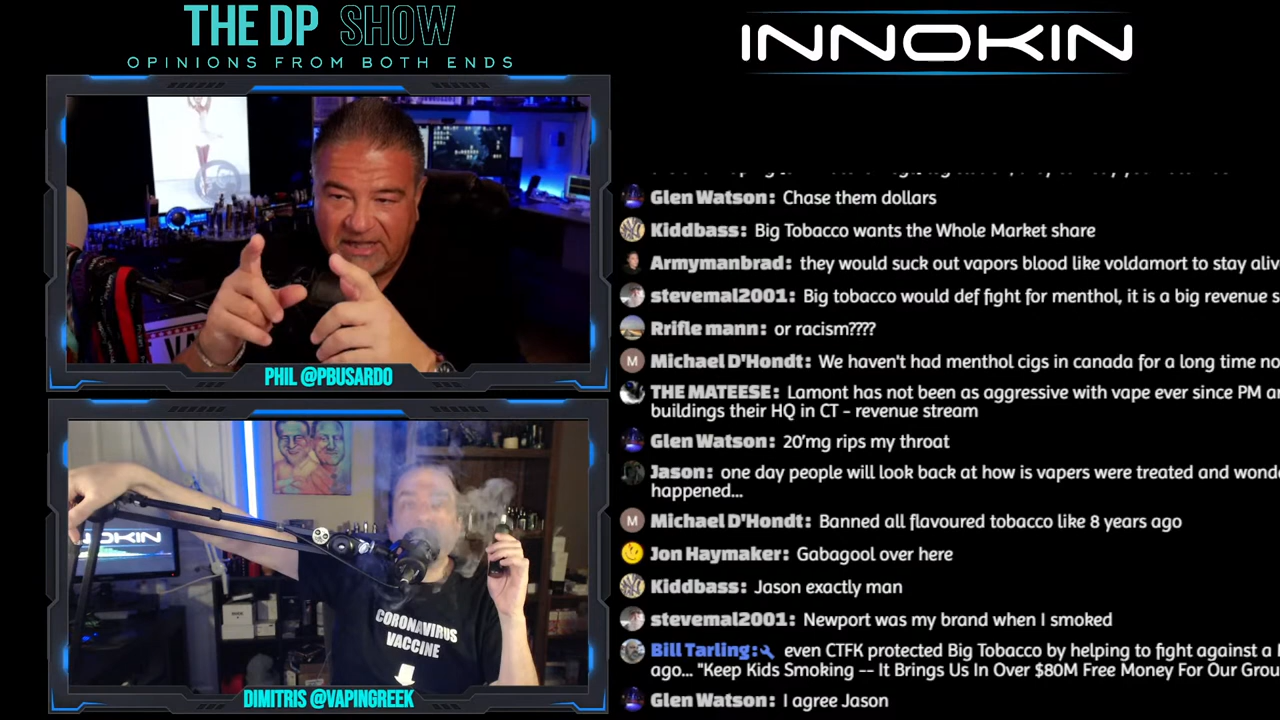 THE DP SHOW
OPINIONS FROM BOTH ENDS
INNOKIN
PHIL @PBUSARDO
Glen Watson: Chase them dollars
Kiddbass: Big Tobacco wants the Whole Market share
Armymanbrad: they would suck out vapors blood like voldamort to stay aliv
stevemal2001: Big tobacco would def fight for menthol, it is a big revenue s
Rrifle mann: or racism????
M Michael D'Hondt: We haven't had menthol cigs in canada for a long time no
THE MATEESE: Lamont has not been as aggressive with vape ever since PM an
buildings their HQ in CT - revenue stream
Glen Watson: 20'mg rips my throat
Jason: one day people will look back at how is vapers were treated and wond
happened...
M Michael D'Hondt: Banned all flavoured tobacco like 8 years ago
Jon Haymaker: Gabagool over here
Kiddbass: Jason exactly man
stevemal2001: Newport was my brand when I smoked
Bill Tarling: even CTFK protected Big Tobacco by helping to fight against a
ago... "Keep Kids Smoking -- It Brings Us In Over $80M Free Money For Our Grou
Glen Watson: I agree Jason
OKIN
CORONAVIRUS
VACCINE
DIMITRIS @VAPINGREEK